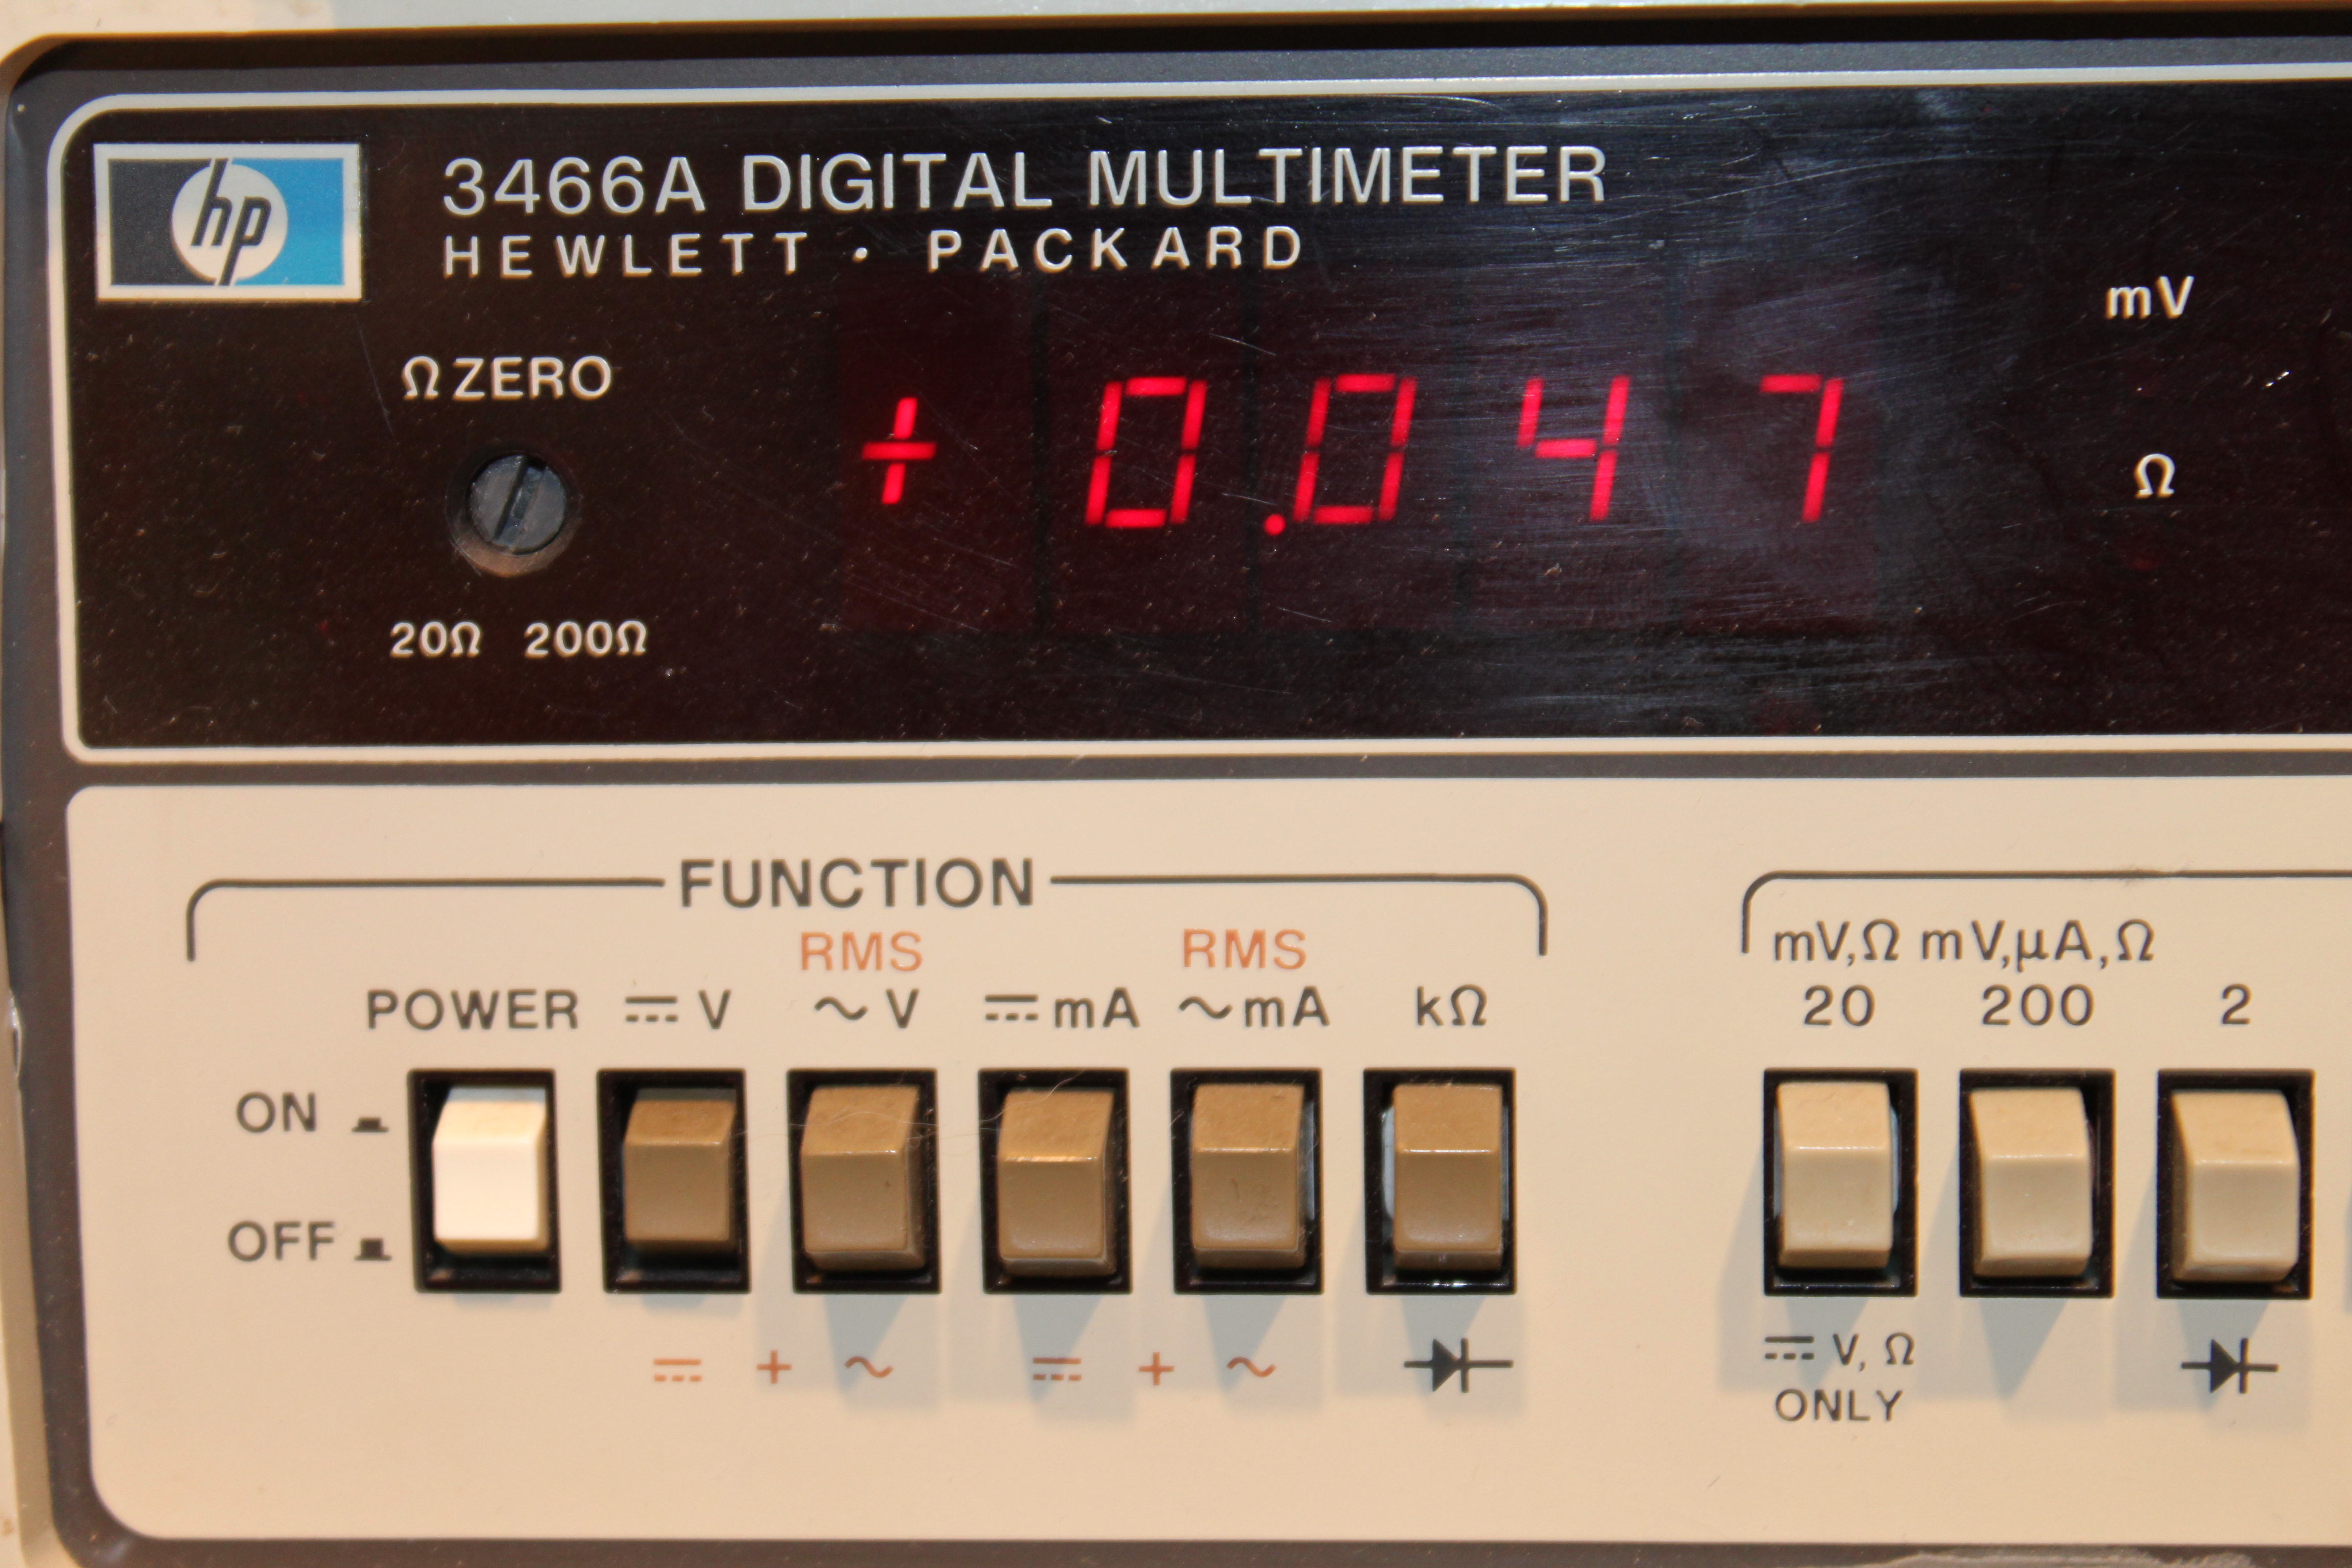 hp
3466A DIGITAL MULTIMETER
HEWLETT · PACKARD
mV
Ω ZERO
+ 0.047
Ω
20Ω 200Ω
FUNCTION
RMS RMS
mV,Ω mV,μA,Ω
POWER ⎓ V ~ V ⎓ mA ~ mA kΩ
20 200 2
ON
OFF
⎓ + ~ ⎓ + ~
⎓ V, Ω
ONLY